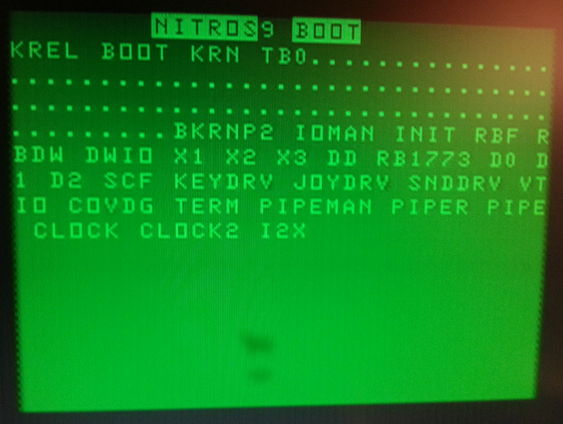 NITROS9 BOOT
KREL BOOT KRN TB0................
..................................
..................................
..........BKRNP2 IOMAN INIT RBF R
BDW DWIO X1 X2 X3 DD RB1773 D0 D
1 D2 SCF KEYDRV JOYDRV SNDDRV VT
IO COVDG TERM PIPEMAN PIPER PIPE
CLOCK CLOCK2 I2X